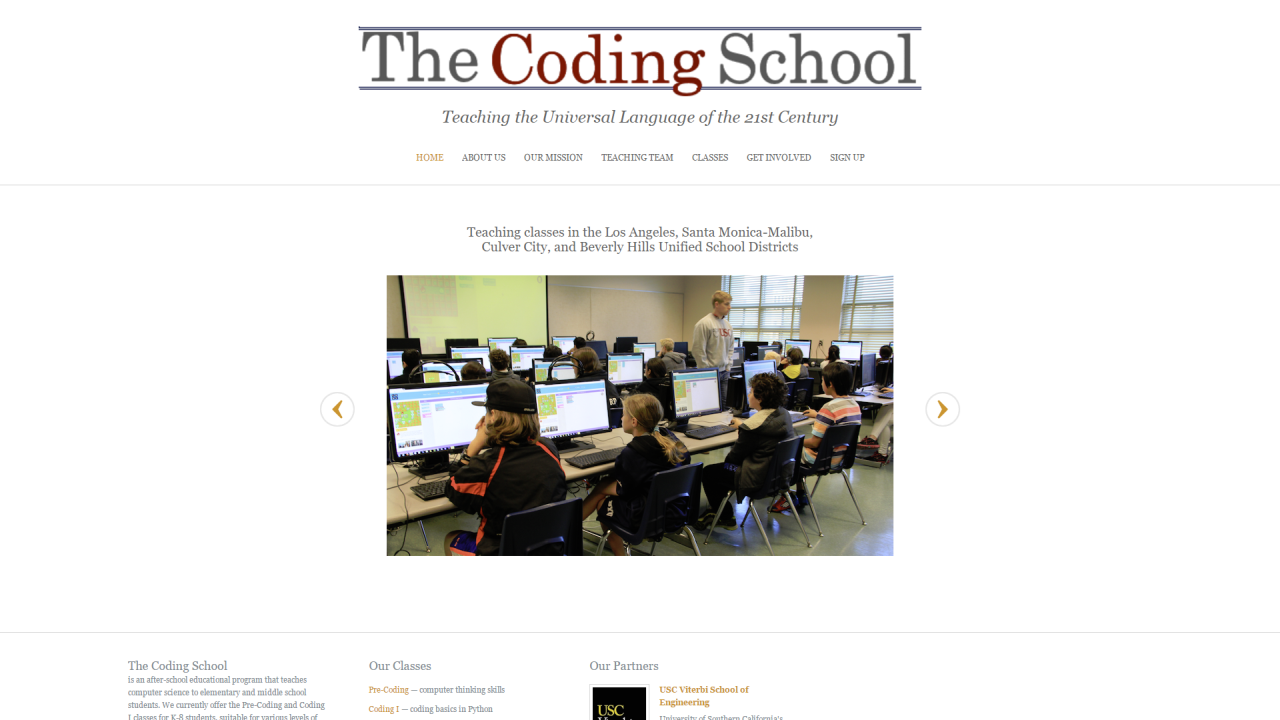 The Coding School
Teaching the Universal Language of the 21st Century
HOME ABOUT US OUR MISSION TEACHING TEAM CLASSES GET INVOLVED SIGN UP
Teaching classes in the Los Angeles, Santa Monica-Malibu,
Culver City, and Beverly Hills Unified School Districts
USC
The Coding School
is an after-school educational program that teaches
computer science to elementary and middle school
students. We currently offer the Pre-Coding and Coding
I classes for K-8 students, suitable for various levels of
Our Classes
Pre-Coding — computer thinking skills
Coding I — coding basics in Python
Our Partners
USC
Viterbi
USC Viterbi School of
Engineering
University of Southern California's